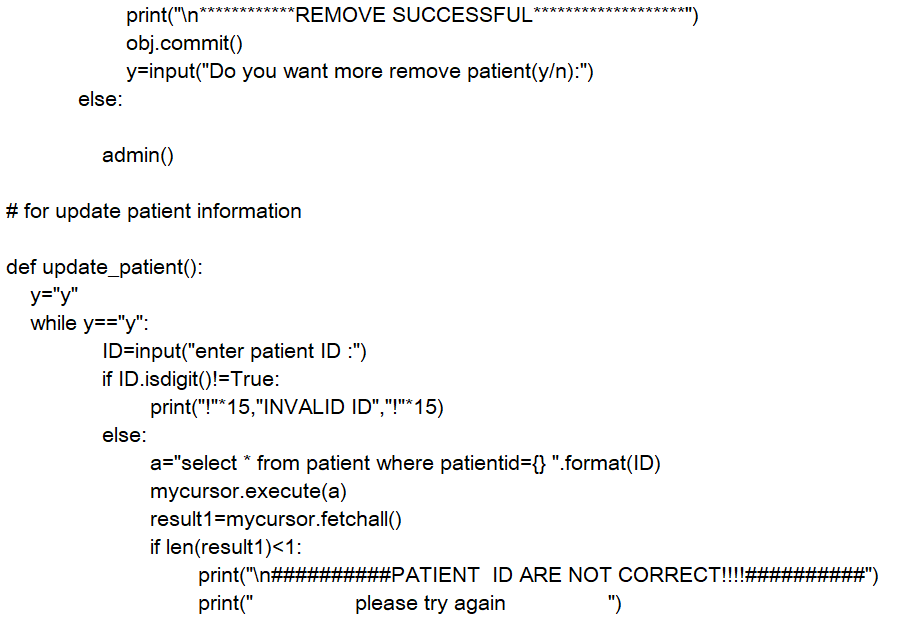 print("\n************REMOVE SUCCESSFUL*******************")
obj.commit()
y=input("Do you want more remove patient(y/n):")
else:
admin()
# for update patient information
def update_patient():
y="y"
while y=="y":
ID=input("enter patient ID :")
if ID.isdigit()!=True:
print("!"*15,"INVALID ID","!"*15)
else:
a="select * from patient where patientid={} ".format(ID)
mycursor.execute(a)
result1=mycursor.fetchall()
if len(result1)<1:
print("\n##########PATIENT  ID ARE NOT CORRECT!!!!##########")
print("                 please try again                 ")